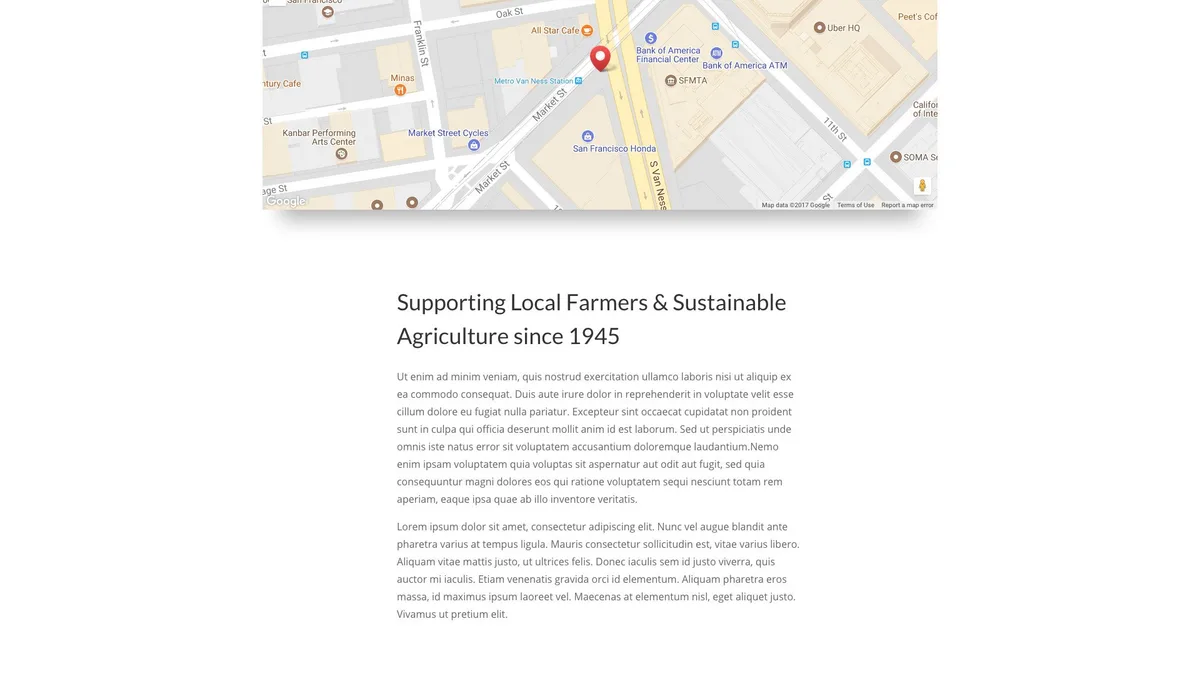 San Francisco
Oak St
Franklin St
All Star Cafe
Bank of America
Financial Center
Bank of America ATM
Uber HQ
Peet's Cof
ntury Cafe
Minas
Metro Van Ness Station
SFMTA
Market St
St
Kanbar Performing
Arts Center
Market Street Cycles
San Francisco Honda
11th St
Califor
of Inte
SOMA Se
age St
Market St
S Van Ness
St
Google
Map data ©2017 Google Terms of Use Report a map error
Supporting Local Farmers & Sustainable
Agriculture since 1945
Ut enim ad minim veniam, quis nostrud exercitation ullamco laboris nisi ut aliquip ex
ea commodo consequat. Duis aute irure dolor in reprehenderit in voluptate velit esse
cillum dolore eu fugiat nulla pariatur. Excepteur sint occaecat cupidatat non proident
sunt in culpa qui officia deserunt mollit anim id est laborum. Sed ut perspiciatis unde
omnis iste natus error sit voluptatem accusantium doloremque laudantium.Nemo
enim ipsam voluptatem quia voluptas sit aspernatur aut odit aut fugit, sed quia
consequuntur magni dolores eos qui ratione voluptatem sequi nesciunt totam rem
aperiam, eaque ipsa quae ab illo inventore veritatis.
Lorem ipsum dolor sit amet, consectetur adipiscing elit. Nunc vel augue blandit ante
pharetra varius at tempus ligula. Mauris consectetur sollicitudin est, vitae varius libero.
Aliquam vitae mattis justo, ut ultrices felis. Donec iaculis sem id justo viverra, quis
auctor mi iaculis. Etiam venenatis gravida orci id elementum. Aliquam pharetra eros
massa, id maximus ipsum laoreet vel. Maecenas at elementum nisl, eget aliquet justo.
Vivamus ut pretium elit.